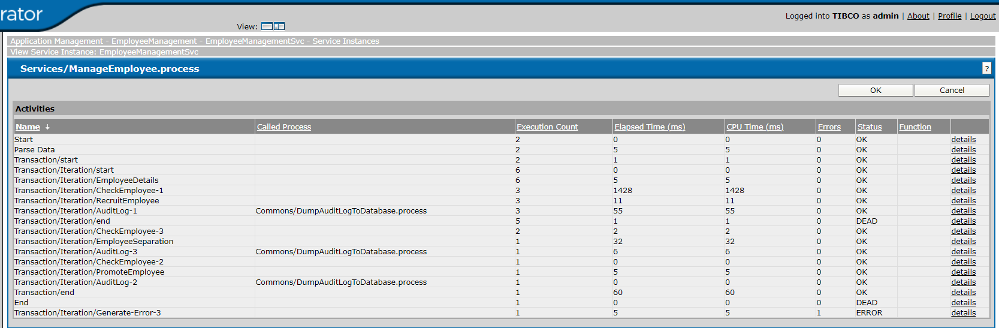 rator
Logged into TIBCO as admin | About | Profile | Logout
View:
Application Management - EmployeeManagement - EmployeeManagementSvc - Service Instances
View Service Instance: EmployeeManagementSvc
Services/ManageEmployee.process ?
OK Cancel
Activities
Name ↓ Called Process Execution Count Elapsed Time (ms) CPU Time (ms) Errors Status Function
Start 2 0 0 0 OK details
Parse Data 2 5 5 0 OK details
Transaction/start 2 1 1 0 OK details
Transaction/Iteration/start 6 0 0 0 OK details
Transaction/Iteration/EmployeeDetails 6 5 5 0 OK details
Transaction/Iteration/CheckEmployee-1 3 1428 1428 0 OK details
Transaction/Iteration/RecruitEmployee 3 11 11 0 OK details
Transaction/Iteration/AuditLog-1 Commons/DumpAuditLogToDatabase.process 3 55 55 0 OK details
Transaction/Iteration/end 5 1 1 0 DEAD details
Transaction/Iteration/CheckEmployee-3 2 2 2 0 OK details
Transaction/Iteration/EmployeeSeparation 1 32 32 0 OK details
Transaction/Iteration/AuditLog-3 Commons/DumpAuditLogToDatabase.process 1 6 6 0 OK details
Transaction/Iteration/CheckEmployee-2 1 0 0 0 OK details
Transaction/Iteration/PromoteEmployee 1 5 5 0 OK details
Transaction/Iteration/AuditLog-2 Commons/DumpAuditLogToDatabase.process 1 0 0 0 OK details
Transaction/end 1 60 60 0 OK details
End 1 0 0 0 DEAD details
Transaction/Iteration/Generate-Error-3 1 5 5 1 ERROR details